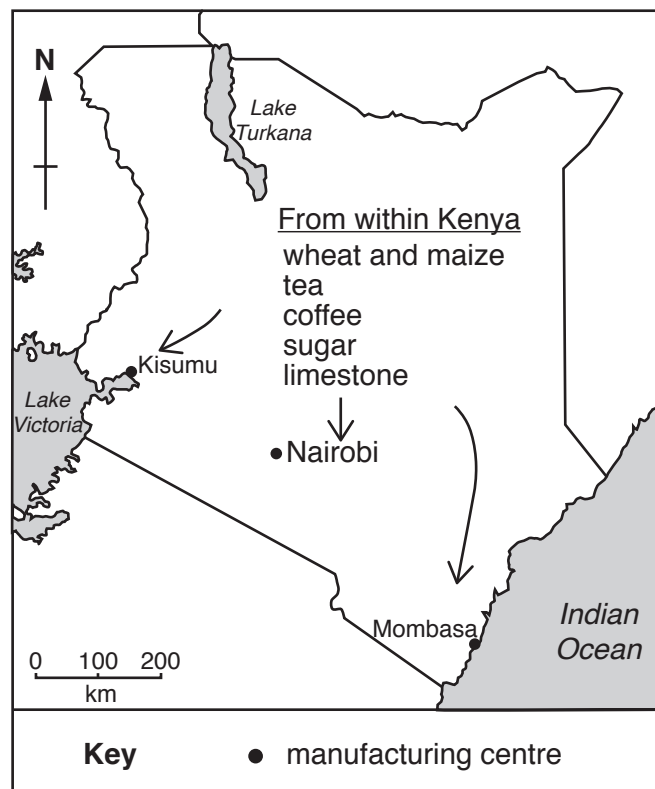 N
Lake
Turkana
From within Kenya
wheat and maize
tea
coffee
sugar
limestone
Kisumu
Lake
Victoria
Nairobi
Mombasa
Indian
Ocean
0 100 200
km
Key
manufacturing centre